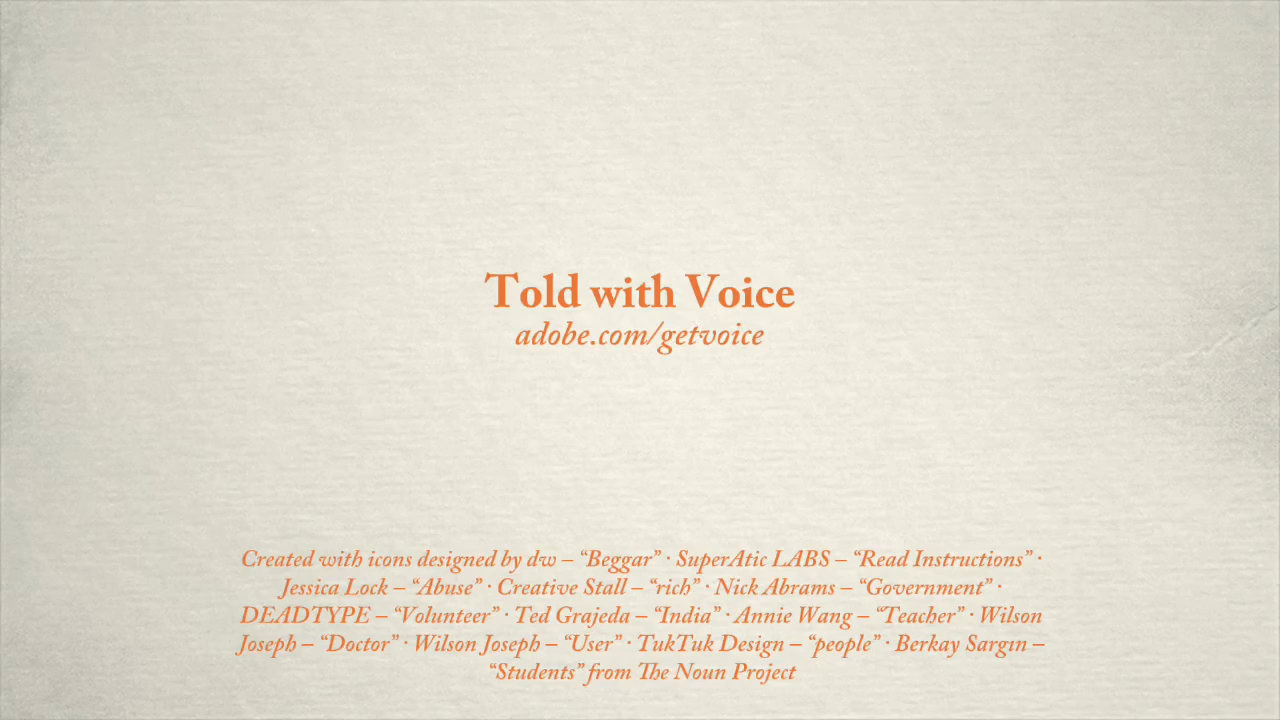 Told with Voice
adobe.com/getvoice
Created with icons designed by dw – “Beggar” · SuperAtic LABS – “Read Instructions” ·
Jessica Lock – “Abuse” · Creative Stall – “rich” · Nick Abrams – “Government” ·
DEADTYPE – “Volunteer” · Ted Grajeda – “India” · Annie Wang – “Teacher” · Wilson
Joseph – “Doctor” · Wilson Joseph – “User” · TukTuk Design – “people” · Berkay Sargın –
“Students” from The Noun Project